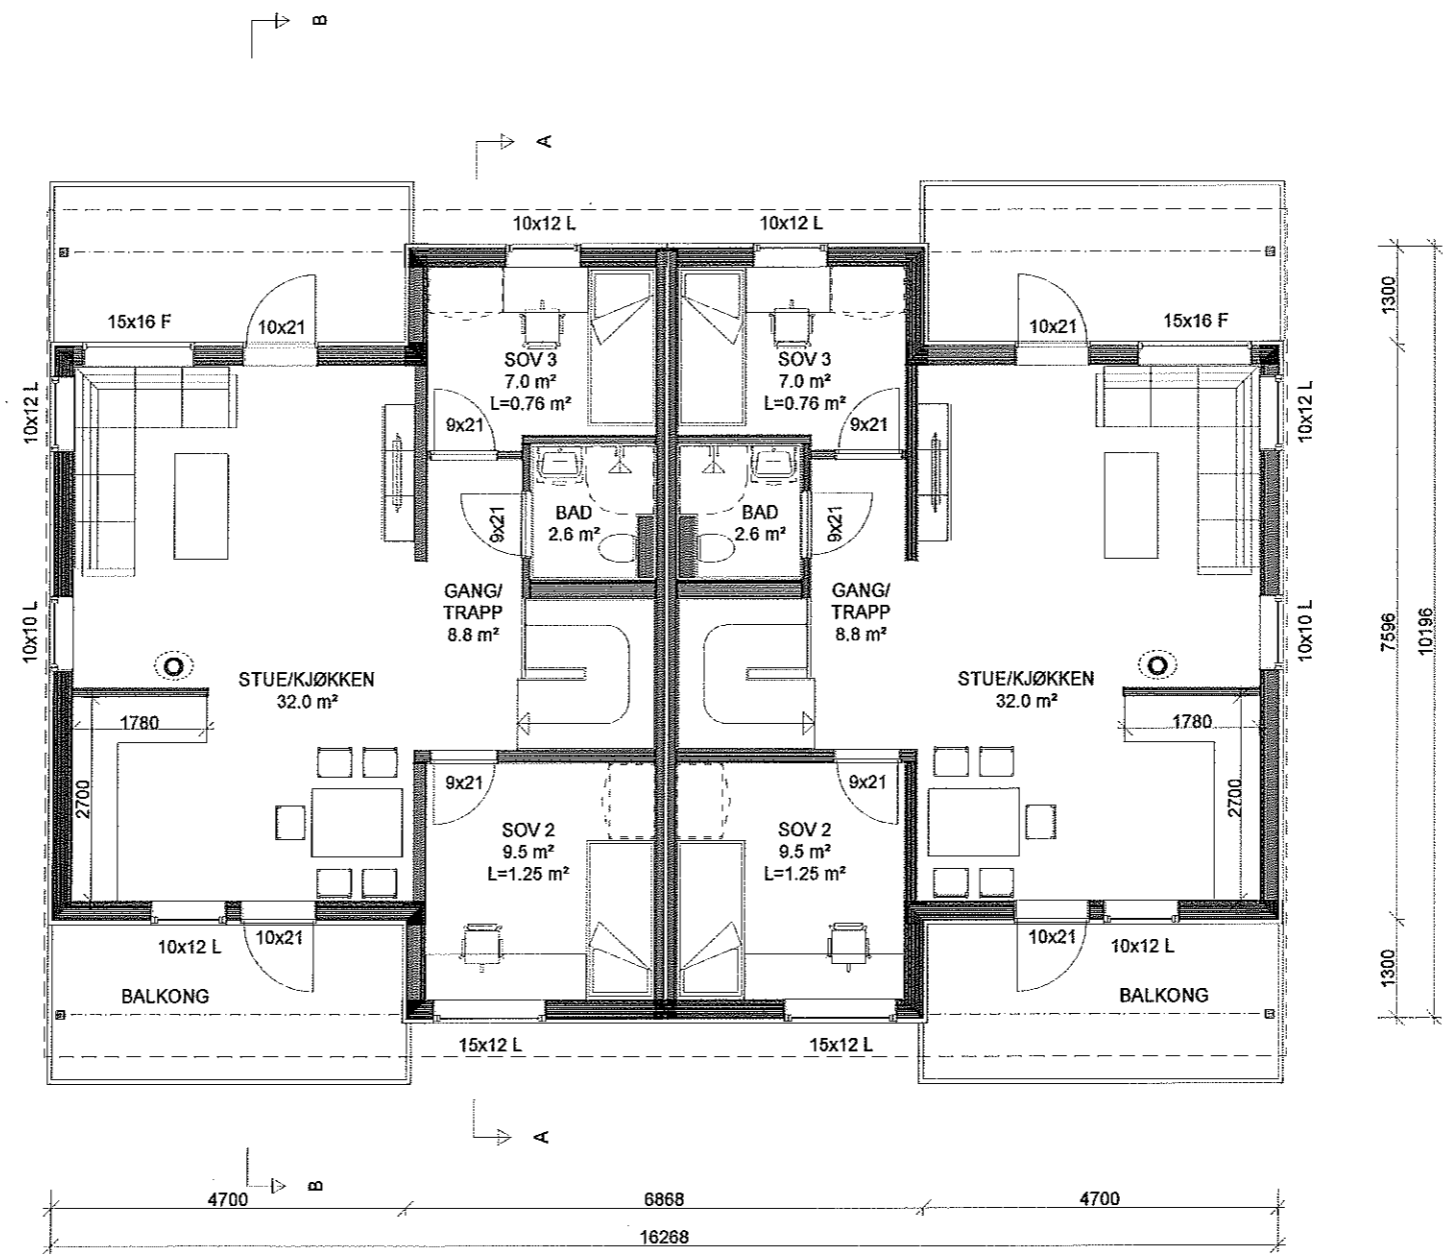 B
A
10x12 L
10x12 L
15x16 F
10x21
10x21
15x16 F
1300
SOV 3
7.0 m²
L=0.76 m²
SOV 3
7.0 m²
L=0.76 m²
10x12 L
10x12 L
9x21
9x21
BAD
2.6 m²
BAD
2.6 m²
9x21
9x21
GANG/
TRAPP
8.8 m²
GANG/
TRAPP
8.8 m²
10x10 L
10x10 L
7596
10196
STUE/KJØKKEN
32.0 m²
STUE/KJØKKEN
32.0 m²
1780
1780
2700
2700
9x21
9x21
SOV 2
9.5 m²
L=1.25 m²
SOV 2
9.5 m²
L=1.25 m²
10x12 L
10x21
10x21
10x12 L
1300
BALKONG
BALKONG
15x12 L
15x12 L
A
B
4700
6868
4700
16268